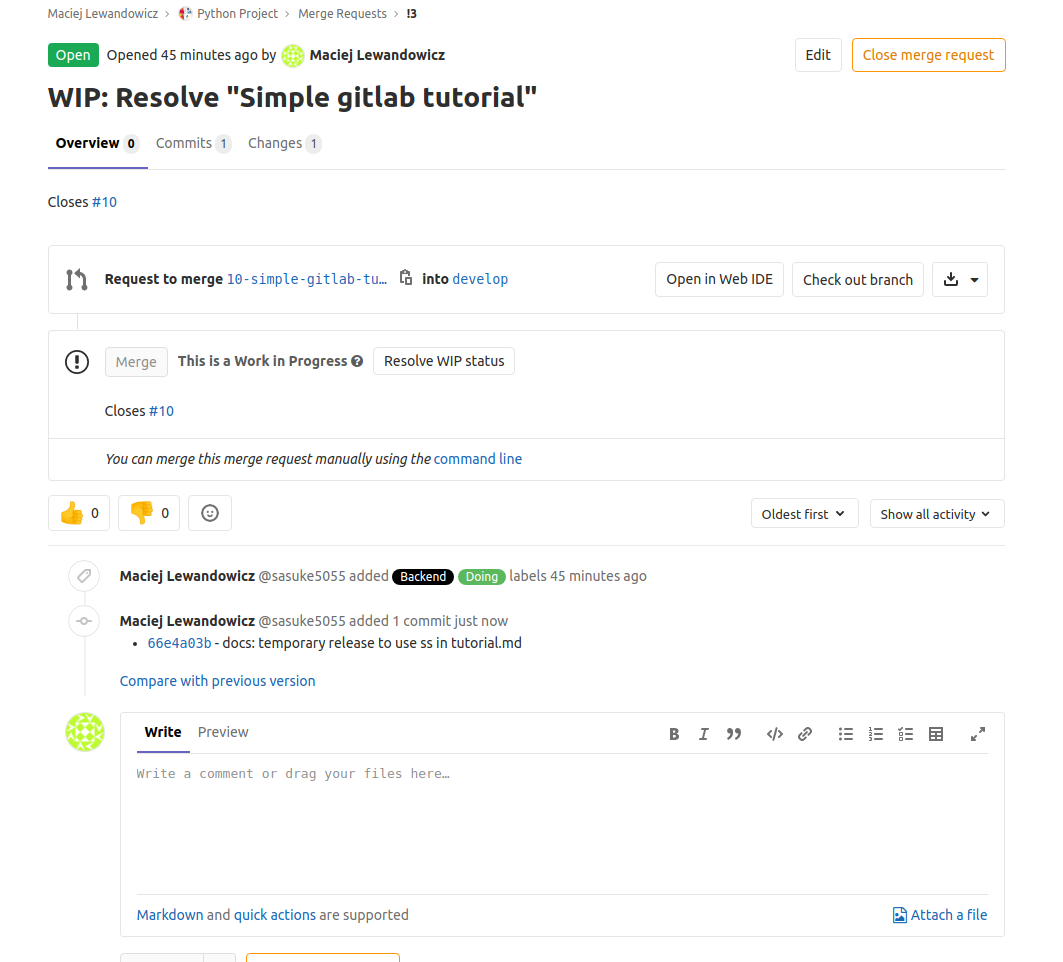 Maciej Lewandowicz › Python Project › Merge Requests › !3
Open Opened 45 minutes ago by Maciej Lewandowicz Edit Close merge request
WIP: Resolve "Simple gitlab tutorial"
Overview 0 Commits 1 Changes 1
Closes #10
Request to merge 10-simple-gitlab-tu… into develop Open in Web IDE Check out branch
Merge This is a Work in Progress Resolve WIP status
Closes #10
You can merge this merge request manually using the command line
0 0 Oldest first Show all activity
Maciej Lewandowicz @sasuke5055 added Backend Doing labels 45 minutes ago
Maciej Lewandowicz @sasuke5055 added 1 commit just now
• 66e4a03b - docs: temporary release to use ss in tutorial.md
Compare with previous version
Write Preview
Write a comment or drag your files here…
Markdown and quick actions are supported Attach a file